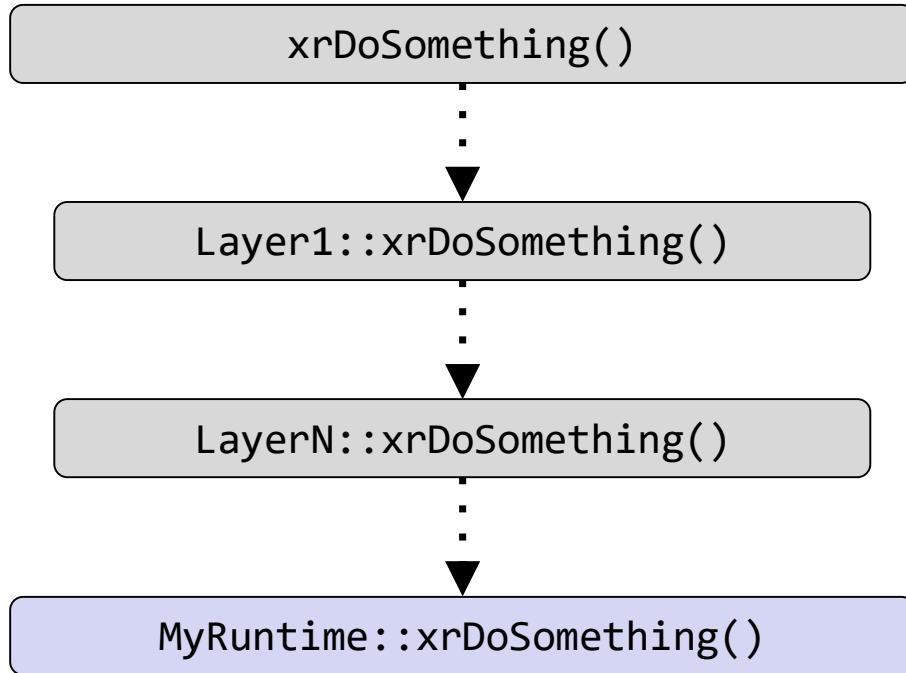 xrDoSomething()
Layer1::xrDoSomething()
LayerN::xrDoSomething()
MyRuntime::xrDoSomething()